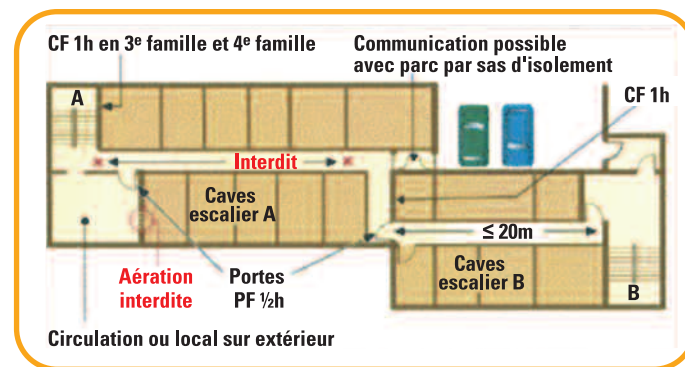 CF 1h en 3e famille et 4e famille
Communication possible
avec parc par sas d'isolement
A
CF 1h
Interdit
Caves
escalier A
≤ 20m
Aération
interdite
Portes
PF ½h
Caves
escalier B
B
Circulation ou local sur extérieur